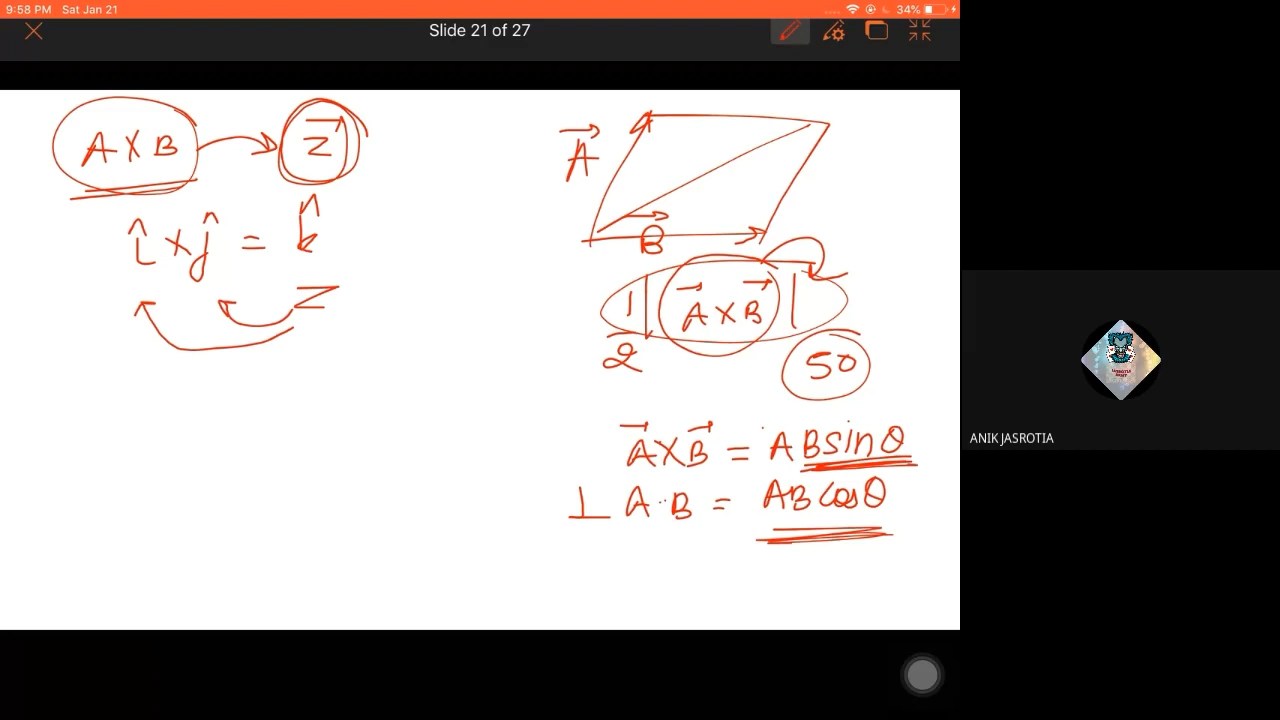 9:58 PM Sat Jan 21
34%
Slide 21 of 27
A X B → Z⃗
î X ĵ = k̂
Z
A⃗
B⃗
1/2 | A⃗ X B⃗ |
50
A⃗ X B⃗ = A B sin θ
⊥ A · B = AB cos θ
ANIK JASROTIA